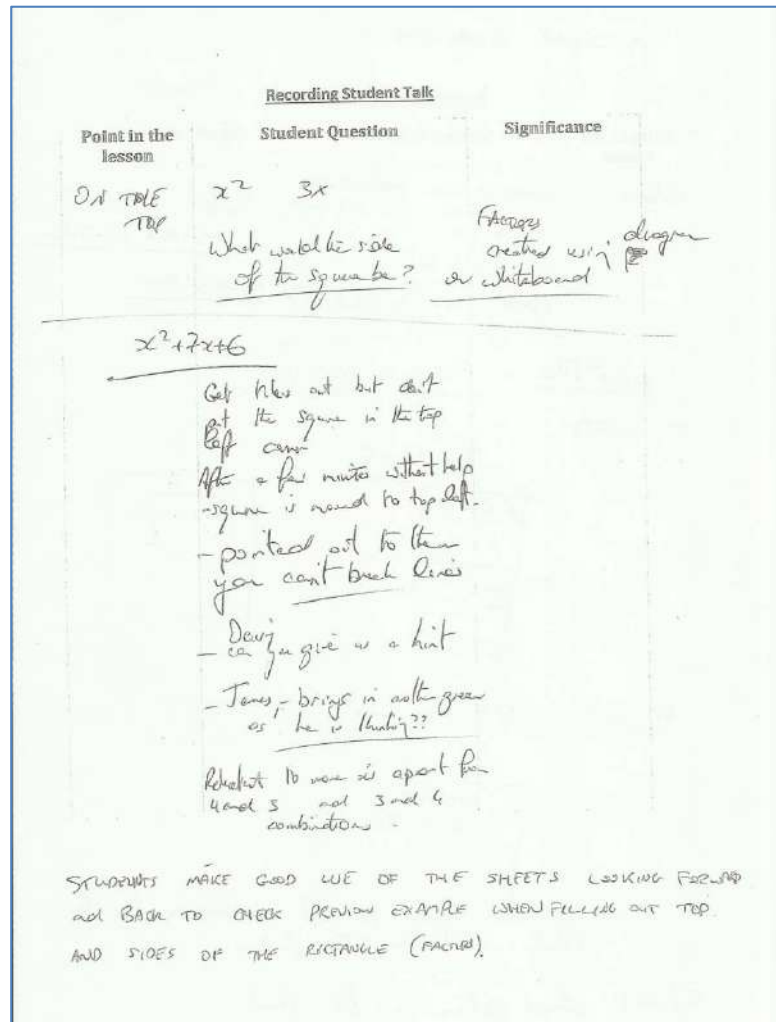 Recording Student Talk
Point in the lesson
Student Question
Significance
ON TABLE TOP
x² 3x
What would the side
of the square be?
FACTORS
created using diagram
or whiteboard
x²+7x+6
Get tiles out but don't
put the square in the top
left corner
After a few minutes without help
- square is moved to top left.
- pointed out to them
you can't break lines
- Dewi
can you give us a hint
- James, - brings in another green
as he is thinking??
Reluctant to move six apart from
4 and 3 and 3 and 4
combinations.
STUDENTS MAKE GOOD USE OF THE SHEETS LOOKING FORWARD
and BACK TO CHECK PREVIOUS EXAMPLE WHEN FILLING OUT TOP
AND SIDES OF THE RECTANGLE (FACTORS).